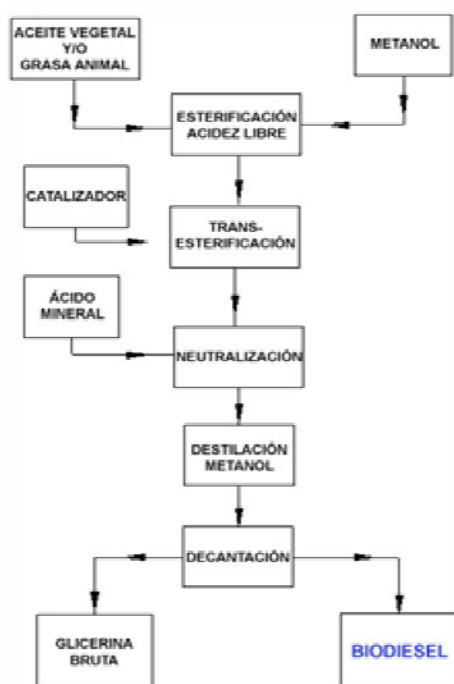 ACEITE VEGETAL
Y/O
GRASA ANIMAL
METANOL
ESTERIFICACIÓN
ACIDEZ LIBRE
CATALIZADOR
TRANS-
ESTERIFICACIÓN
ÁCIDO
MINERAL
NEUTRALIZACIÓN
DESTILACIÓN
METANOL
DECANTACIÓN
GLICERINA
BRUTA
BIODIESEL